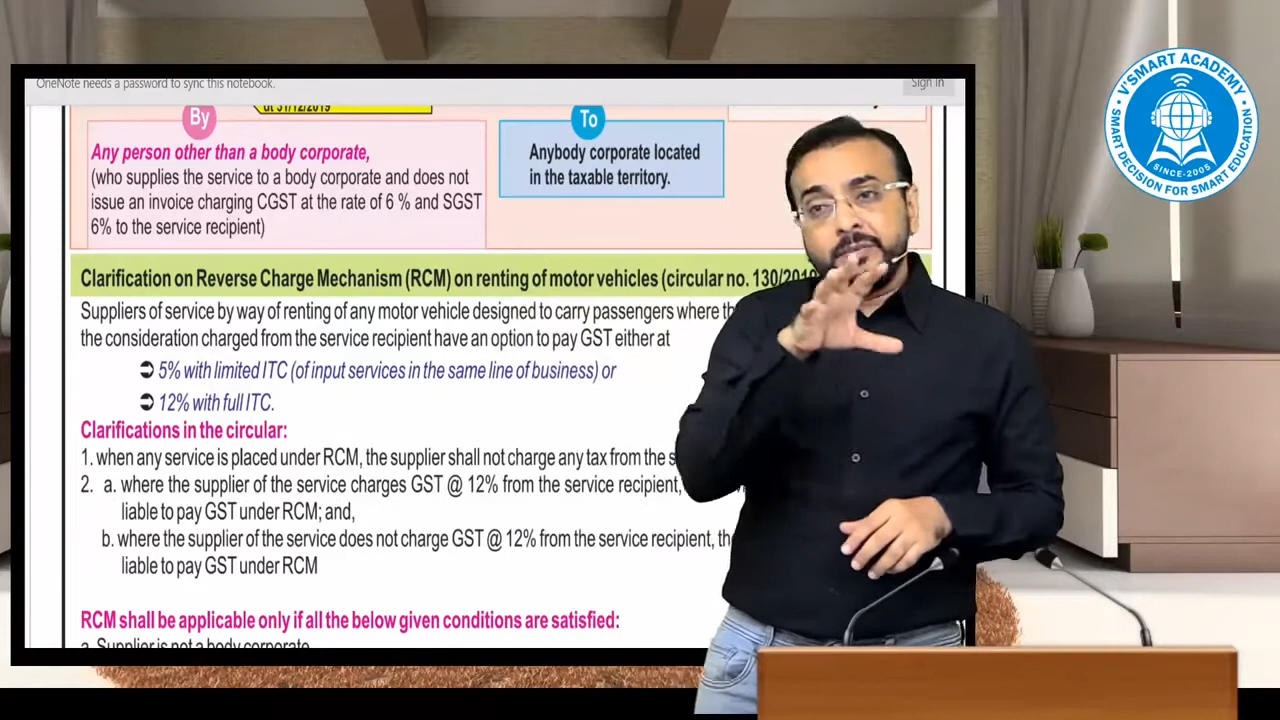 OneNote needs a password to sync this notebook.
Sign In
at 31/12/2019
By
To
Any person other than a body corporate,
(who supplies the service to a body corporate and does not
issue an invoice charging CGST at the rate of 6 % and SGST
6% to the service recipient)
Anybody corporate located
in the taxable territory.
Clarification on Reverse Charge Mechanism (RCM) on renting of motor vehicles (circular no. 130/2019
Suppliers of service by way of renting of any motor vehicle designed to carry passengers where
the consideration charged from the service recipient have an option to pay GST either at
➲ 5% with limited ITC (of input services in the same line of business) or
➲ 12% with full ITC.
Clarifications in the circular:
1. when any service is placed under RCM, the supplier shall not charge any tax from the
2. a. where the supplier of the service charges GST @ 12% from the service recipient,
liable to pay GST under RCM; and,
b. where the supplier of the service does not charge GST @ 12% from the service recipient,
liable to pay GST under RCM
RCM shall be applicable only if all the below given conditions are satisfied:
a. Supplier is not a body corporate
V'SMART ACADEMY
SINCE-2005
SMART DECISION FOR SMART EDUCATION